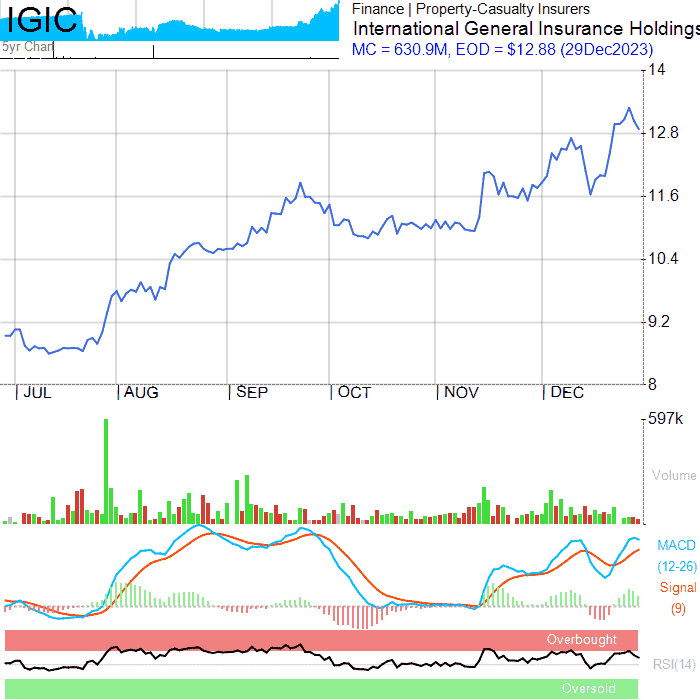 IGIC
5yr Chart
Finance | Property-Casualty Insurers
International General Insurance Holdings
MC = 630.9M, EOD = $12.88 (29Dec2023)
14
12.8
11.6
10.4
9.2
8
JUL AUG SEP OCT NOV DEC
597k
Volume
MACD
(12-26)
Signal
(9)
Overbought
RSI(14)
Oversold